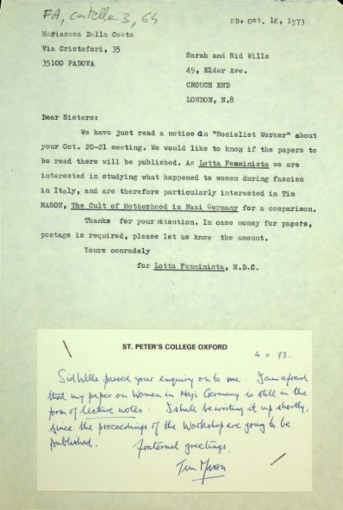 FA, cartella 3, 64
PD, Oct. 16, 1973
Mariarosa Dalla Costa
Via Cristofori, 35
35100 PADOVA
Sarah and Sid Wills
49, Elder Ave.
CROUCH END
LONDON, N.8
Dear Sisters:
We have just read a notice in "Socialist Worker" about
your Oct. 20-21 meeting. We would like to know if the papers to
be read there will be published. As Lotta Femminista we are
interested in studying what happened to women during fascism
in Italy, and are therefore particularly interested in Tim
MASON, The Cult of Motherhood in Nazi Germany for a comparison.
Thanks for your attention. In case money for papers,
postage is required, please let us know the amount.
Yours comradely
for Lotta Femminista, M.D.C.
ST. PETER'S COLLEGE OXFORD
Sid Wills passed your enquiry on to me. I am afraid
that my paper on Women in Nazi Germany is still in the
form of lecture notes. I shall be writing it up shortly,
since the proceedings of the Workshop are going to be
published. fraternal greetings,
Tim Mason